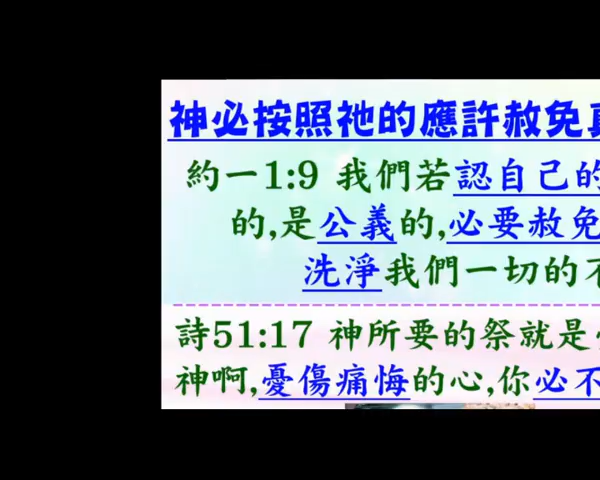 神必按照祂的應許赦免
約一1:9 我們若認自己的
的,是公義的,必要赦免
洗淨我們一切的不
詩51:17 神所要的祭就是
神啊,憂傷痛悔的心,你必不